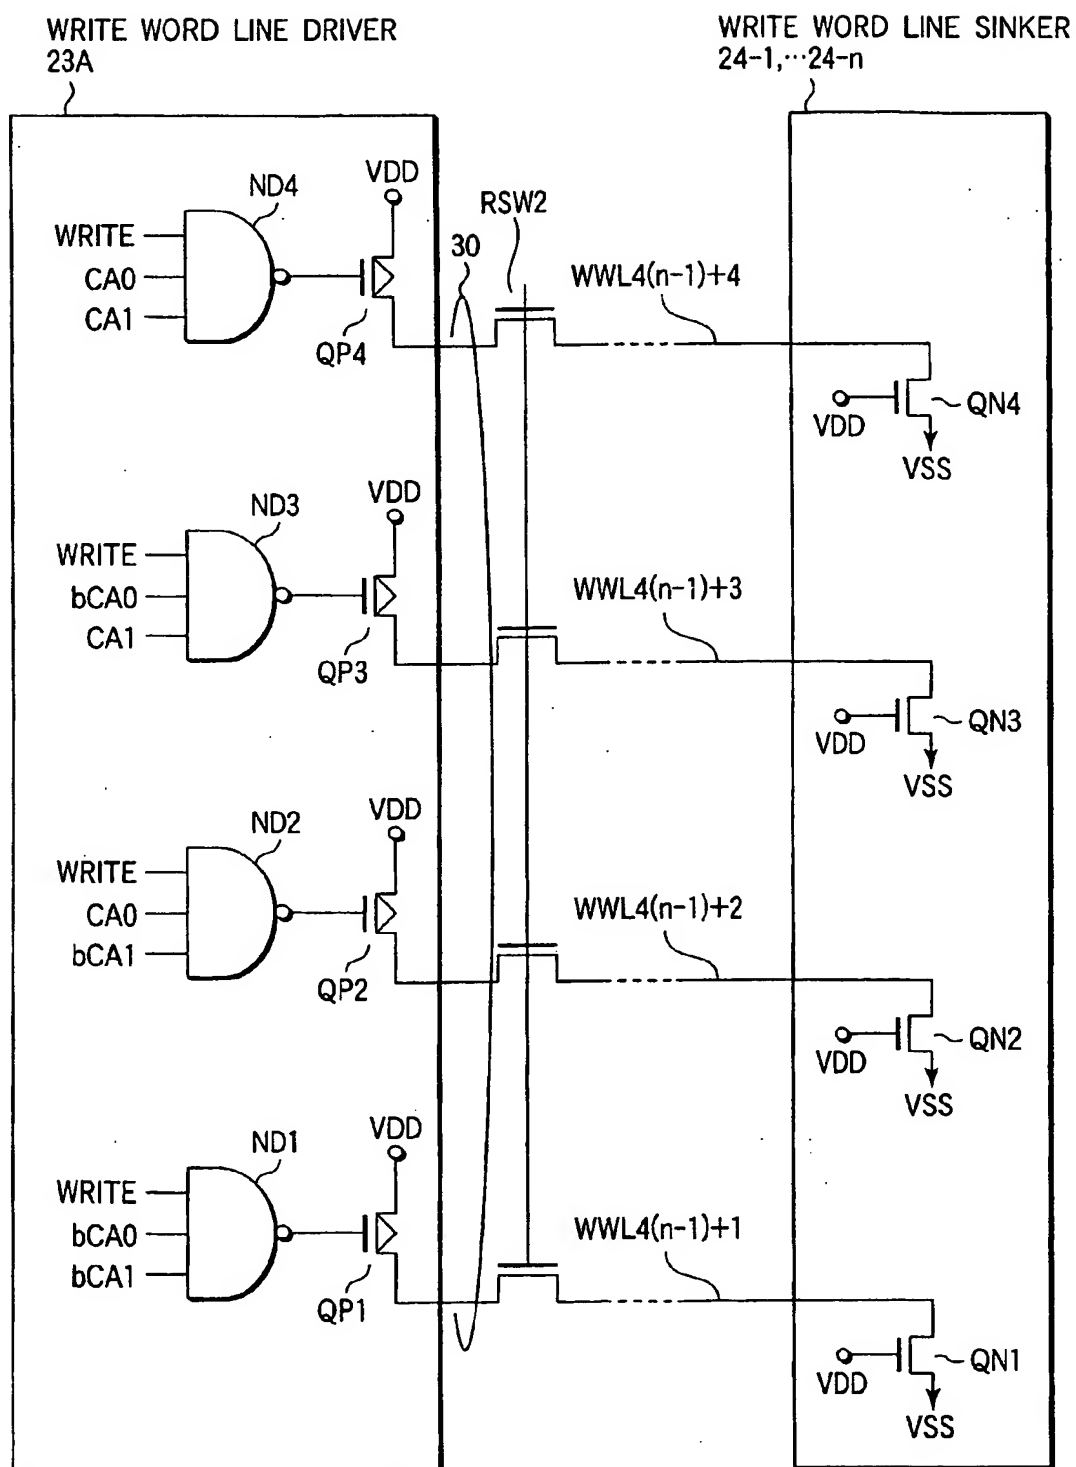 WRITE WORD LINE DRIVER
23A
WRITE WORD LINE SINKER
24-1,···24-n
ND4
VDD
WRITE
CA0
CA1
QP4
30
RSW2
WWL4(n-1)+4
VDD
QN4
VSS
ND3
VDD
WRITE
bCA0
CA1
QP3
WWL4(n-1)+3
VDD
QN3
VSS
ND2
VDD
WRITE
CA0
bCA1
QP2
WWL4(n-1)+2
VDD
QN2
VSS
ND1
VDD
WRITE
bCA0
bCA1
QP1
WWL4(n-1)+1
VDD
QN1
VSS